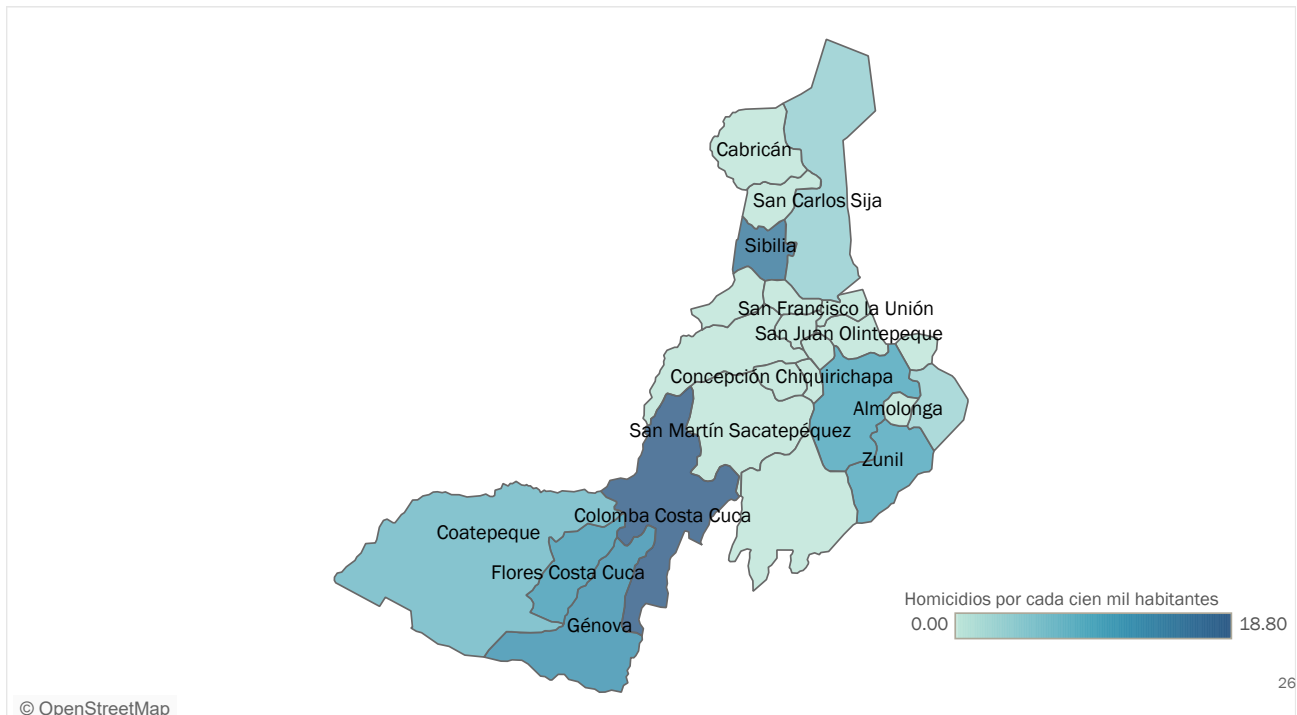 Cabricán
San Carlos Sija
Sibilia
San Francisco la Unión
San Juan Olintepeque
Concepción Chiquirichapa
Almolonga
San Martín Sacatepéquez
Zunil
Colomba Costa Cuca
Coatepeque
Flores Costa Cuca
Génova
Homicidios por cada cien mil habitantes
0.00 18.80
26
© OpenStreetMap